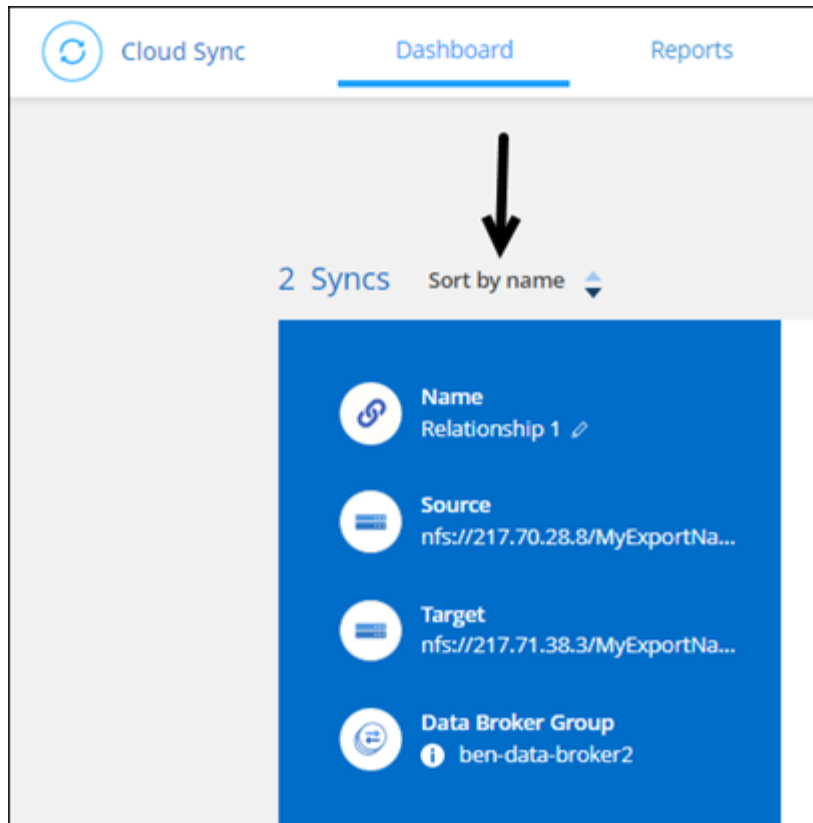 Cloud Sync Dashboard Reports
2 Syncs Sort by name
Name
Relationship 1
Source
nfs://217.70.28.8/MyExportNa...
Target
nfs://217.71.38.3/MyExportNa...
Data Broker Group
ben-data-broker2